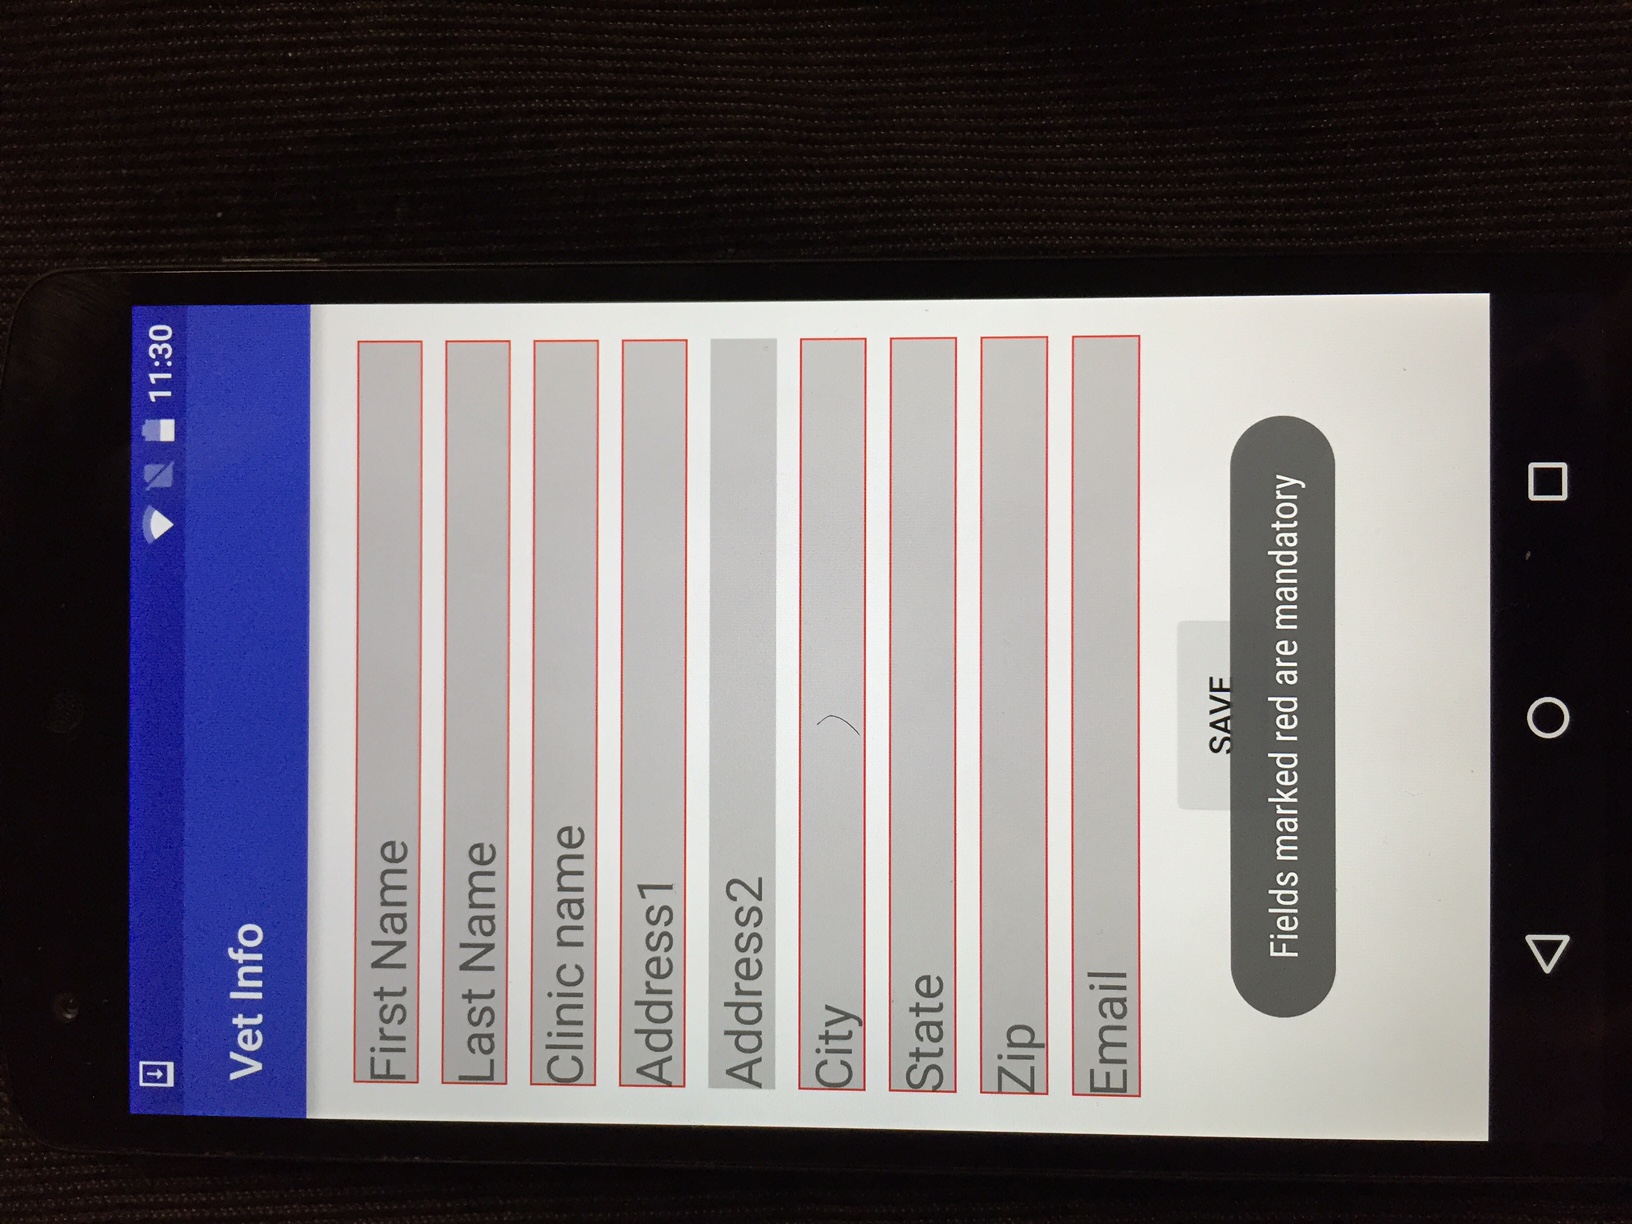 11:30
Vet Info
First Name
Last Name
Clinic name
Address1
Address2
City
State
Zip
Email
SAVE
Fields marked red are mandatory